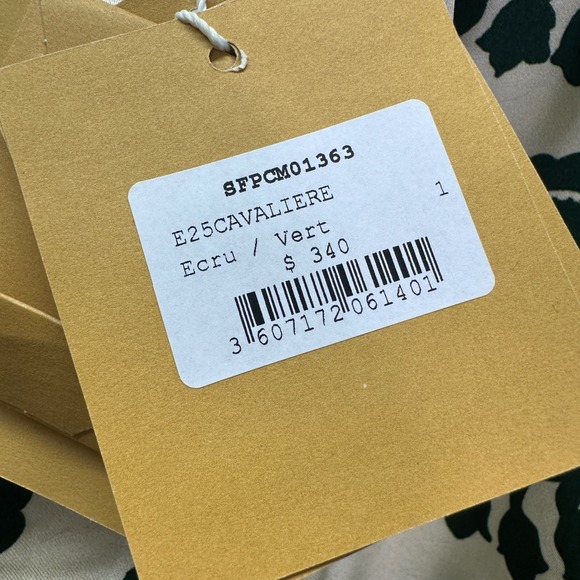 SFPCM01363
E25CAVALIERE 1
Ecru / Vert
$ 340
3 607172 061401